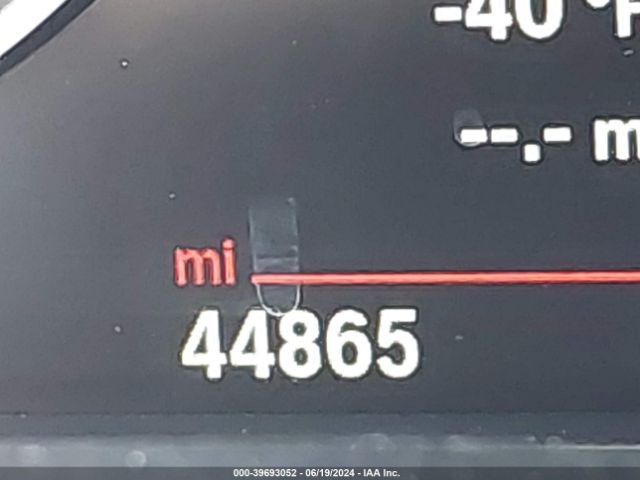 -40 °F
--.- m
mi
44865
000-39693052 - 06/19/2024 - IAA Inc.